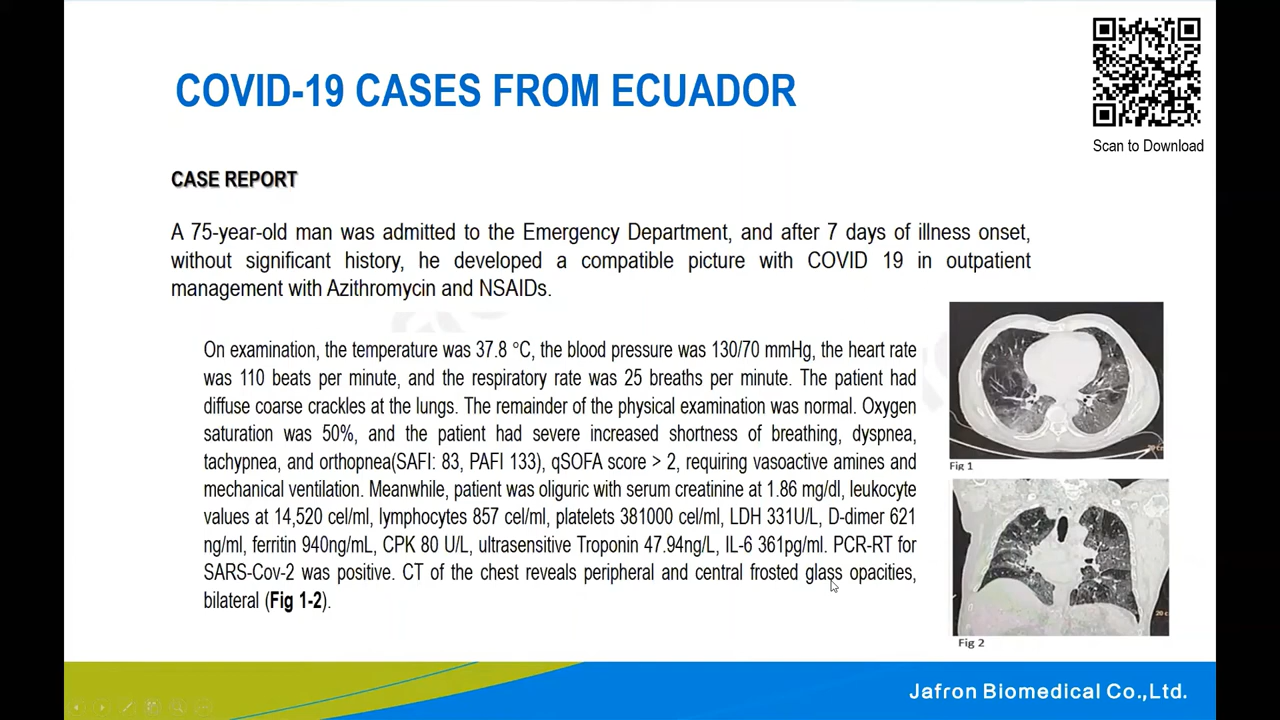 COVID-19 CASES FROM ECUADOR
Scan to Download
CASE REPORT
A 75-year-old man was admitted to the Emergency Department, and after 7 days of illness onset,
without significant history, he developed a compatible picture with COVID 19 in outpatient
management with Azithromycin and NSAIDs.
On examination, the temperature was 37.8 °C, the blood pressure was 130/70 mmHg, the heart rate
was 110 beats per minute, and the respiratory rate was 25 breaths per minute. The patient had
diffuse coarse crackles at the lungs. The remainder of the physical examination was normal. Oxygen
saturation was 50%, and the patient had severe increased shortness of breathing, dyspnea,
tachypnea, and orthopnea(SAFI: 83, PAFI 133), qSOFA score > 2, requiring vasoactive amines and
mechanical ventilation. Meanwhile, patient was oliguric with serum creatinine at 1.86 mg/dl, leukocyte
values at 14,520 cel/ml, lymphocytes 857 cel/ml, platelets 381000 cel/ml, LDH 331U/L, D-dimer 621
ng/ml, ferritin 940ng/mL, CPK 80 U/L, ultrasensitive Troponin 47.94ng/L, IL-6 361pg/ml. PCR-RT for
SARS-Cov-2 was positive. CT of the chest reveals peripheral and central frosted glass opacities,
bilateral (Fig 1-2).
Fig 1
Fig 2
Jafron Biomedical Co.,Ltd.